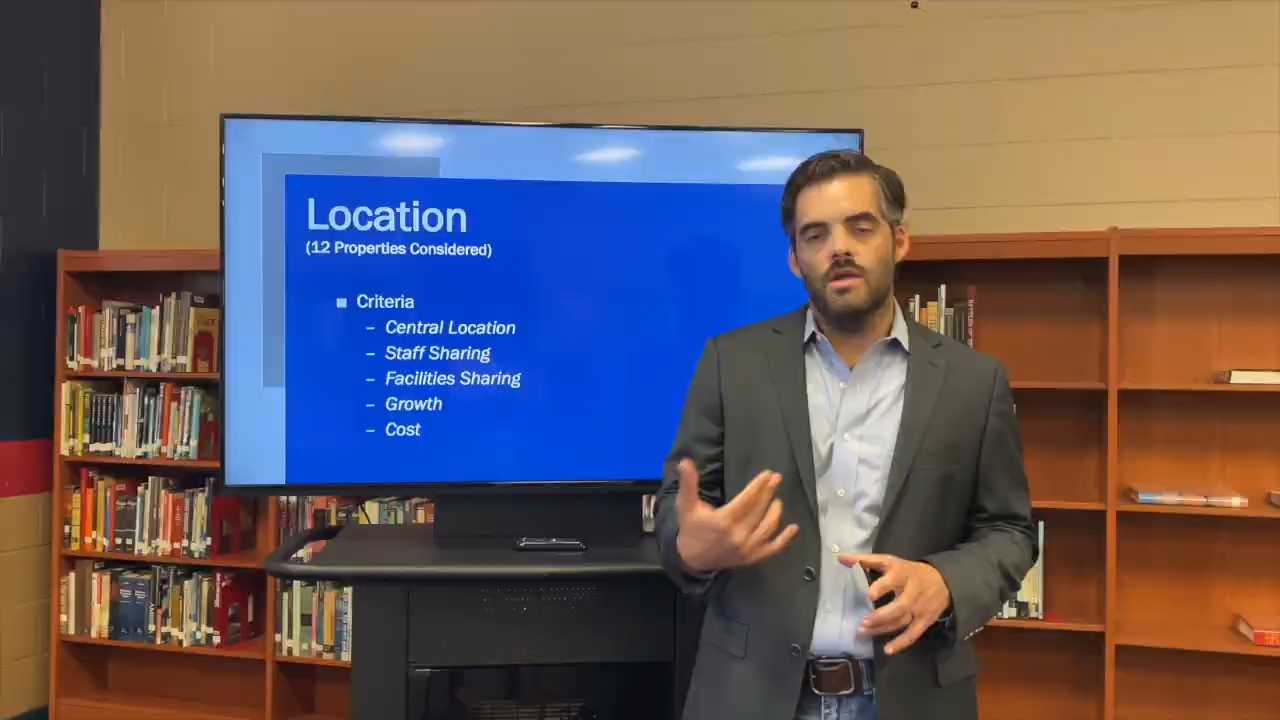 Location
(12 Properties Considered)
■ Criteria
– Central Location
– Staff Sharing
– Facilities Sharing
– Growth
– Cost